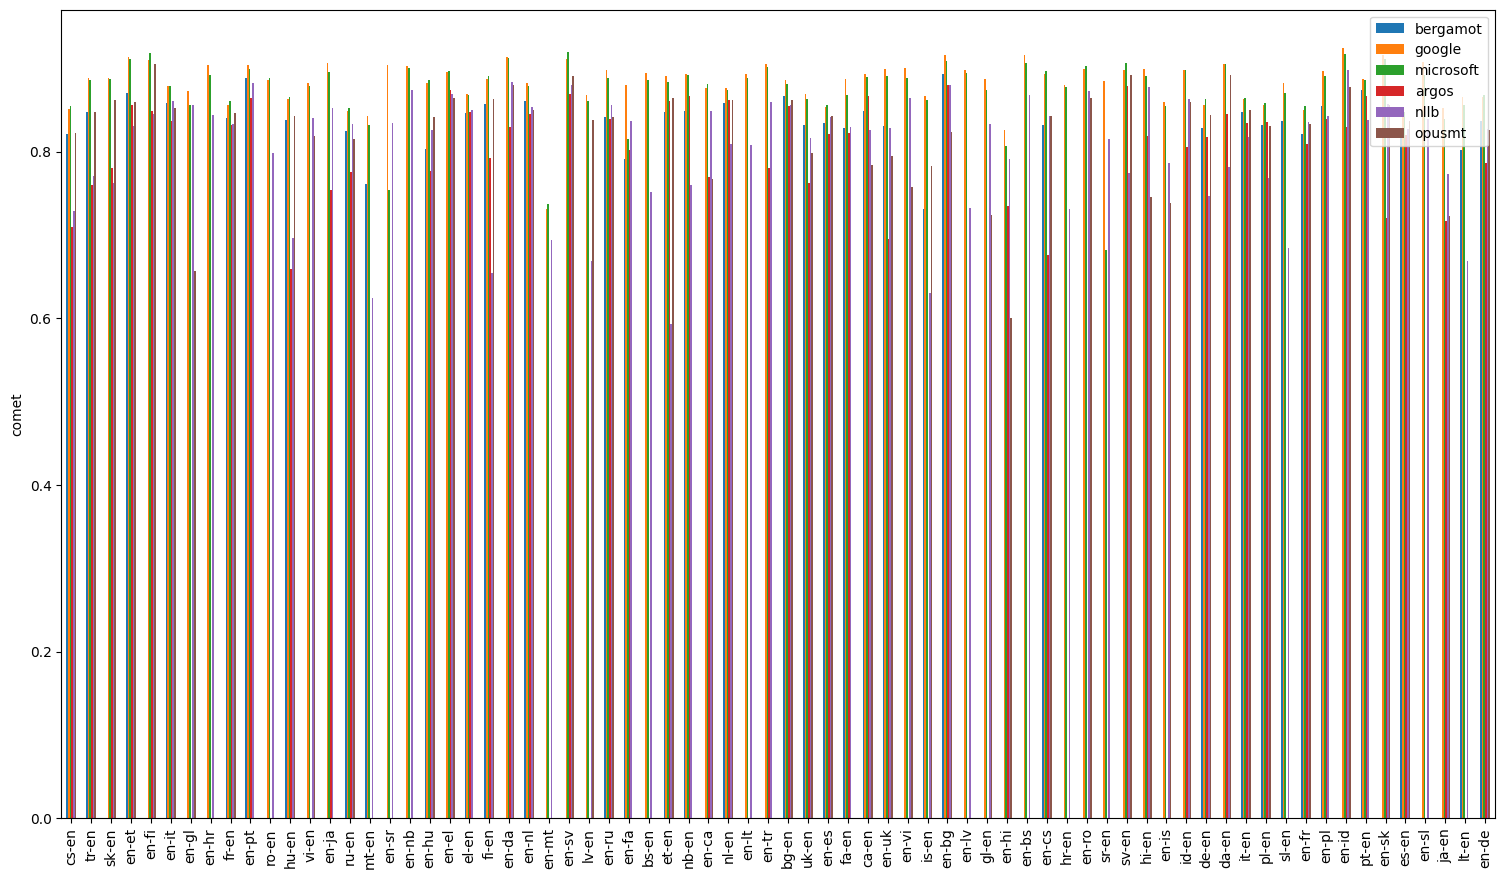 bergamot
google
microsoft
argos
nllb
opusmt
comet
0.8
0.6
0.4
0.2
0.0
cs-en
tr-en
sk-en
en-et
en-fi
en-it
en-gl
en-hr
fr-en
en-pt
ro-en
hu-en
vi-en
en-ja
ru-en
mt-en
en-sr
en-nb
en-hu
en-el
el-en
fi-en
en-da
en-nl
en-mt
en-sv
lv-en
en-ru
en-fa
bs-en
et-en
nb-en
en-ca
nl-en
en-lt
en-tr
bg-en
uk-en
en-es
fa-en
ca-en
en-uk
en-vi
is-en
en-bg
en-lv
gl-en
en-hi
en-bs
en-cs
hr-en
en-ro
sr-en
sv-en
hi-en
en-is
id-en
de-en
da-en
it-en
pl-en
sl-en
en-fr
en-pl
en-id
pt-en
en-sk
es-en
en-sl
ja-en
lt-en
en-de